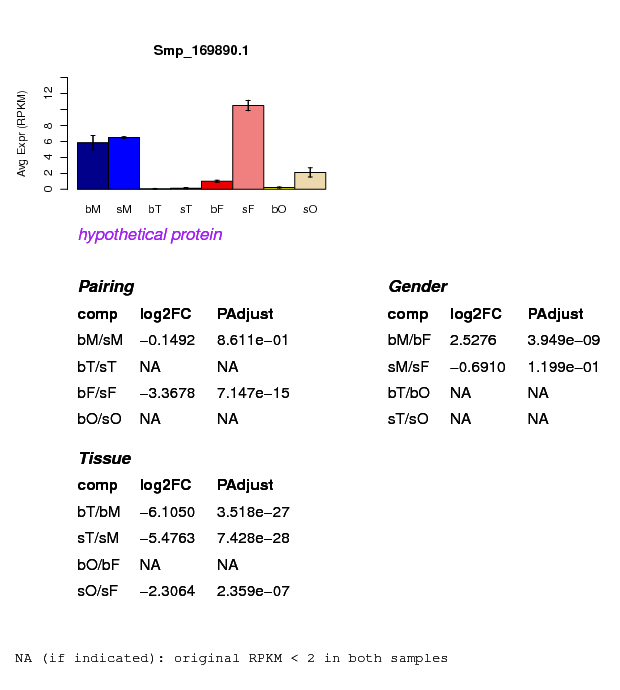 Smp_169890.1
Avg Expr (RPKM)
0 2 4 6 8 12
bM sM bT sT bF sF bO sO
hypothetical protein
Pairing
comp log2FC PAdjust
bM/sM −0.1492 8.611e−01
bT/sT NA NA
bF/sF −3.3678 7.147e−15
bO/sO NA NA
Gender
comp log2FC PAdjust
bM/bF 2.5276 3.949e−09
sM/sF −0.6910 1.199e−01
bT/bO NA NA
sT/sO NA NA
Tissue
comp log2FC PAdjust
bT/bM −6.1050 3.518e−27
sT/sM −5.4763 7.428e−28
bO/bF NA NA
sO/sF −2.3064 2.359e−07
NA (if indicated): original RPKM < 2 in both samples